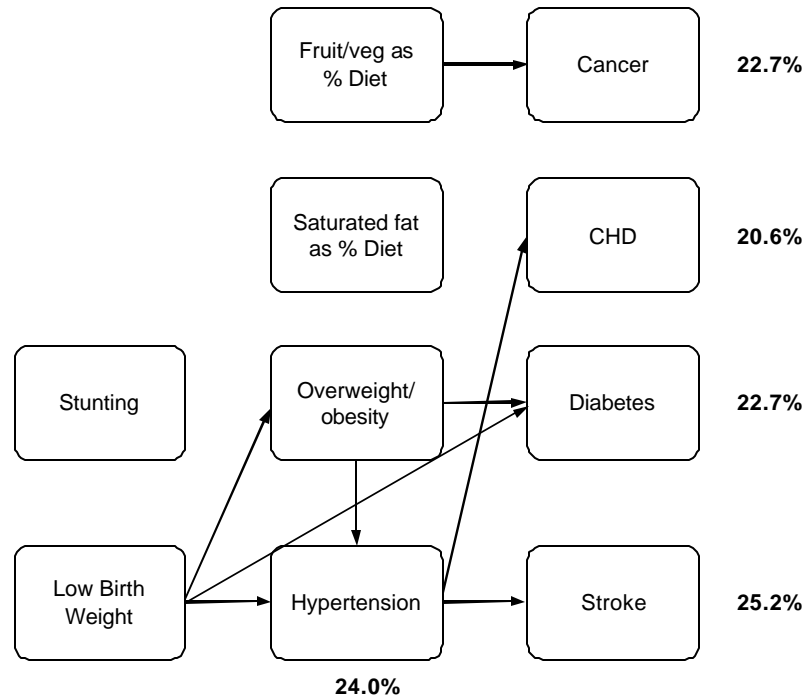 Fruit/veg as
% Diet
Cancer
22.7%
Saturated fat
as % Diet
CHD
20.6%
Stunting
Overweight/
obesity
Diabetes
22.7%
Low Birth
Weight
Hypertension
Stroke
25.2%
24.0%